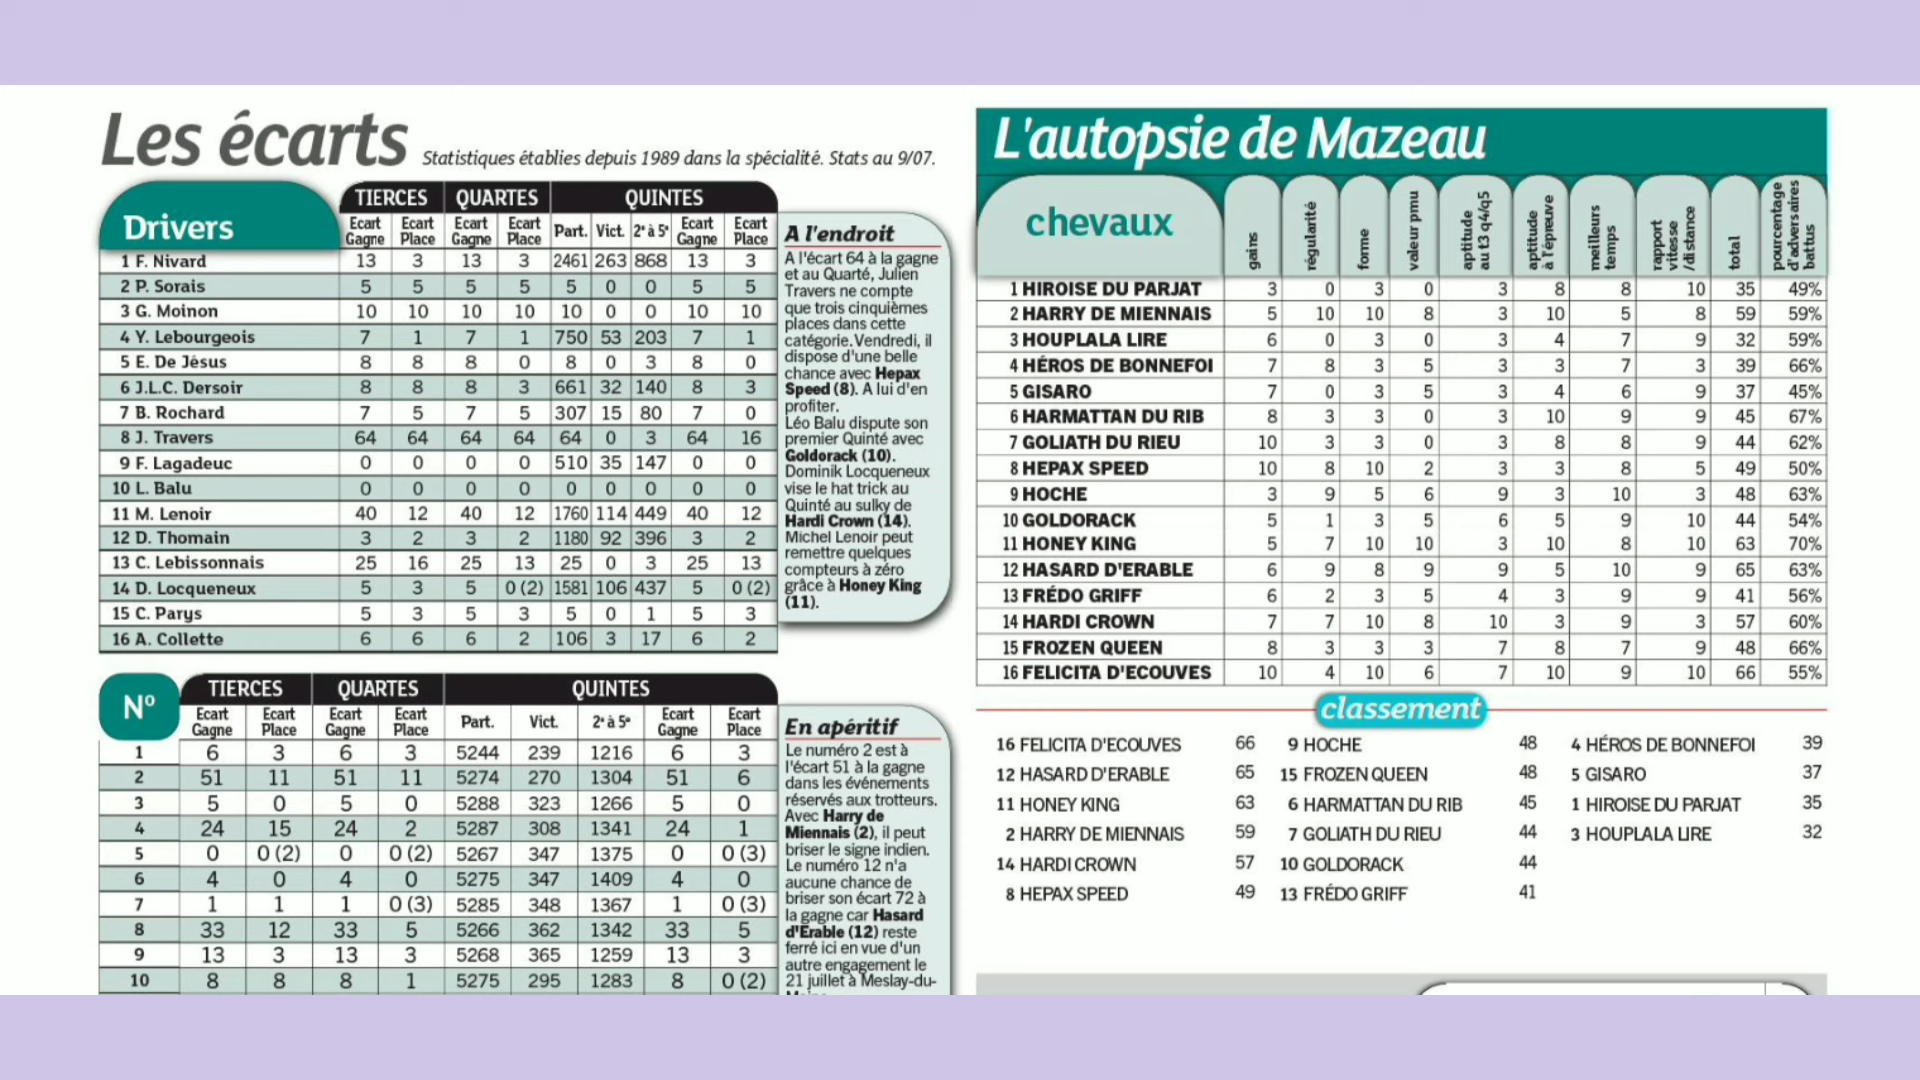 Les écarts Statistiques établies depuis 1989 dans la spécialité. Stats au 9/07.
Drivers
TIERCES QUARTES QUINTES
Ecart Gagne Ecart Place Ecart Gagne Ecart Place Part. Vict. 2ᵉ à 5ᵉ Ecart Gagne Ecart Place
1 F. Nivard 13 3 13 3 2461 263 868 13 3
2 P. Sorais 5 5 5 5 5 0 0 5 5
3 G. Moinon 10 10 10 10 10 0 0 10 10
4 Y. Lebourgeois 7 1 7 1 750 53 203 7 1
5 E. De Jésus 8 8 8 0 8 0 3 8 0
6 J.L.C. Dersoir 8 8 8 3 661 32 140 8 3
7 B. Rochard 7 5 7 5 307 15 80 7 0
8 J. Travers 64 64 64 64 64 0 3 64 16
9 F. Lagadeuc 0 0 0 0 510 35 147 0 0
10 L. Balu 0 0 0 0 0 0 0 0 0
11 M. Lenoir 40 12 40 12 1760 114 449 40 12
12 D. Thomain 3 2 3 2 1180 92 396 3 2
13 C. Lebissonnais 25 16 25 13 25 0 3 25 13
14 D. Locqueneux 5 3 5 0 (2) 1581 106 437 5 0 (2)
15 C. Parys 5 3 5 3 5 0 1 5 3
16 A. Collette 6 6 6 2 106 3 17 6 2
A l'endroit
A l'écart 64 à la gagne
et au Quarté, Julien
Travers ne compte
que trois cinquièmes
places dans cette
catégorie. Vendredi, il
dispose d'une belle
chance avec Hepax
Speed (8). A lui d'en
profiter.
Léo Balu dispute son
premier Quinté avec
Goldorack (10).
Dominik Locqueneux
vise le hat trick au
Quinté au sulky de
Hardi Crown (14).
Michel Lenoir peut
remettre quelques
compteurs à zéro
grâce à Honey King
(11).
N°
TIERCES QUARTES QUINTES
Ecart Gagne Ecart Place Ecart Gagne Ecart Place Part. Vict. 2ᵉ à 5ᵉ Ecart Gagne Ecart Place
1 6 3 6 3 5244 239 1216 6 3
2 51 11 51 11 5274 270 1304 51 6
3 5 0 5 0 5288 323 1266 5 0
4 24 15 24 2 5287 308 1341 24 1
5 0 0 (2) 0 0 (2) 5267 347 1375 0 0 (3)
6 4 0 4 0 5275 347 1409 4 0
7 1 1 1 0 (3) 5285 348 1367 1 0 (3)
8 33 12 33 5 5266 362 1342 33 5
9 13 3 13 3 5268 365 1259 13 3
10 8 8 8 1 5275 295 1283 8 0 (2)
En apéritif
Le numéro 2 est à
l'écart 51 à la gagne
dans les événements
réservés aux trotteurs.
Avec Harry de
Miennais (2), il peut
briser le signe indien.
Le numéro 12 n'a
aucune chance de
briser son écart 72 à
la gagne car Hasard
d'Erable (12) reste
ferré ici en vue d'un
autre engagement le
21 juillet à Meslay-du-
L'autopsie de Mazeau
chevaux gains régularité forme valeur pmu aptitude au t3 q4/q5 aptitude à l'épreuve meilleurs temps rapport vitesse /distance total pourcentage d'adversaires battus
1 HIROISE DU PARJAT 3 0 3 0 3 8 8 10 35 49%
2 HARRY DE MIENNAIS 5 10 10 8 3 10 5 8 59 59%
3 HOUPLALA LIRE 6 0 3 0 3 4 7 9 32 59%
4 HÉROS DE BONNEFOI 7 8 3 5 3 3 7 3 39 66%
5 GISARO 7 0 3 5 3 4 6 9 37 45%
6 HARMATTAN DU RIB 8 3 3 0 3 10 9 9 45 67%
7 GOLIATH DU RIEU 10 3 3 0 3 8 8 9 44 62%
8 HEPAX SPEED 10 8 10 2 3 3 8 5 49 50%
9 HOCHE 3 9 5 6 9 3 10 3 48 63%
10 GOLDORACK 5 1 3 5 6 5 9 10 44 54%
11 HONEY KING 5 7 10 10 3 10 8 10 63 70%
12 HASARD D'ERABLE 6 9 8 9 9 5 10 9 65 63%
13 FRÉDO GRIFF 6 2 3 5 4 3 9 9 41 56%
14 HARDI CROWN 7 7 10 8 10 3 9 3 57 60%
15 FROZEN QUEEN 8 3 3 3 7 8 7 9 48 66%
16 FELICITA D'ECOUVES 10 4 10 6 7 10 9 10 66 55%
classement
16 FELICITA D'ECOUVES 66 9 HOCHE 48 4 HÉROS DE BONNEFOI 39
12 HASARD D'ERABLE 65 15 FROZEN QUEEN 48 5 GISARO 37
11 HONEY KING 63 6 HARMATTAN DU RIB 45 1 HIROISE DU PARJAT 35
2 HARRY DE MIENNAIS 59 7 GOLIATH DU RIEU 44 3 HOUPLALA LIRE 32
14 HARDI CROWN 57 10 GOLDORACK 44
8 HEPAX SPEED 49 13 FRÉDO GRIFF 41